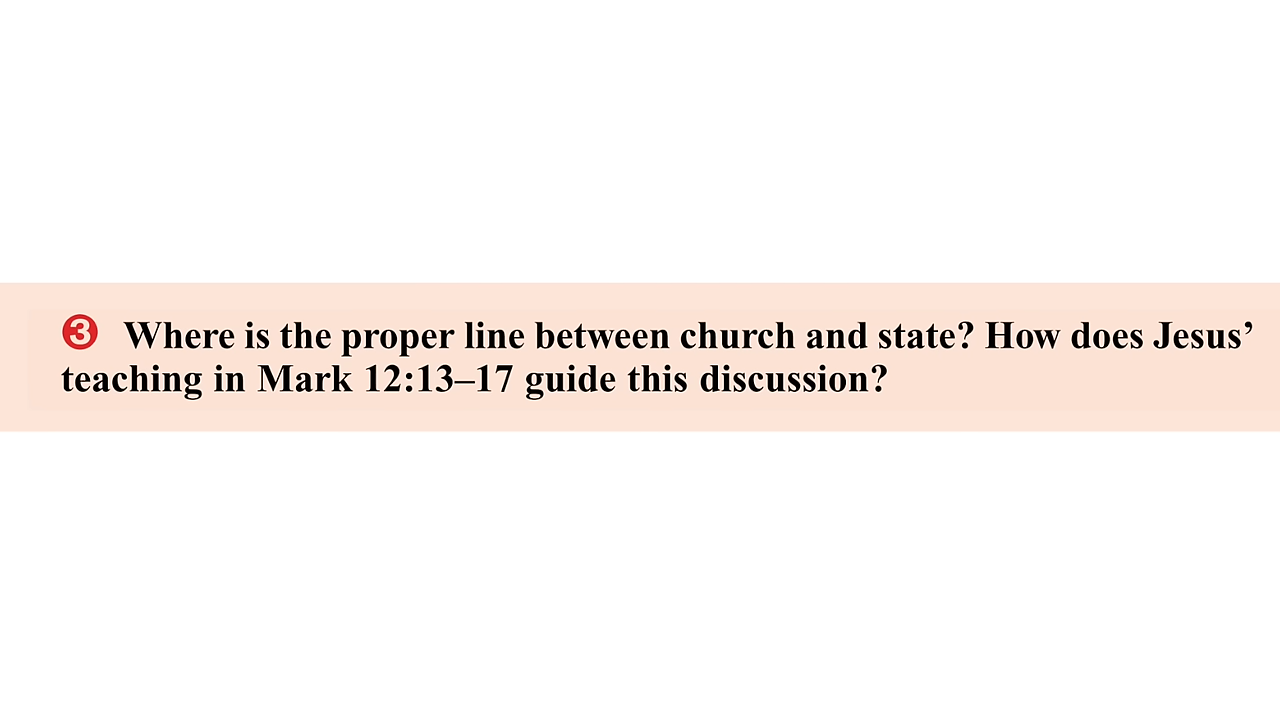 3 Where is the proper line between church and state? How does Jesus’
teaching in Mark 12:13–17 guide this discussion?